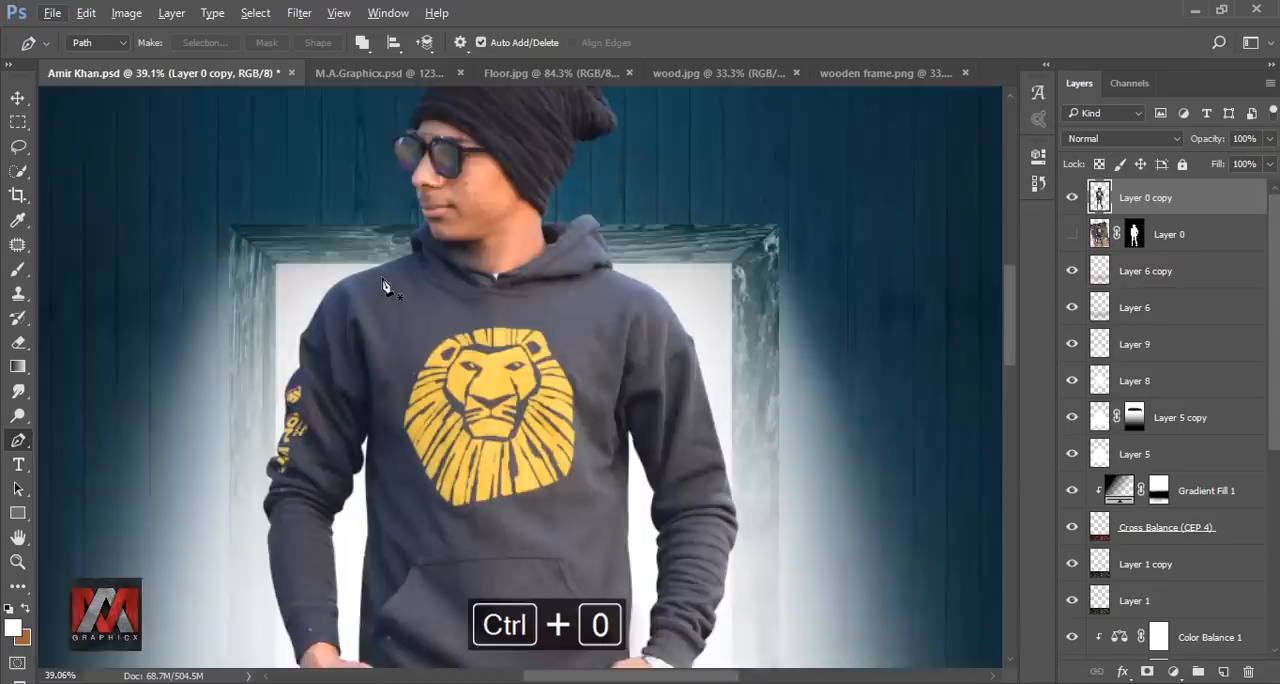 Ps File Edit Image Layer Type Select Filter View Window Help
Path Make: Selection... Mask Shape Auto Add/Delete Align Edges
Amir Khan.psd @ 39.1% (Layer 0 copy, RGB/8) * × M.A.Graphicx.psd @ 123... × Floor.jpg @ 84.3% (RGB/8... × wood.jpg @ 33.3% (RGB/... × wooden frame.png @ 33.... ×
Layers Channels
Kind
Normal Opacity: 100%
Lock: Fill: 100%
Layer 0 copy
Layer 0
Layer 6 copy
Layer 6
Layer 9
Layer 8
Layer 5 copy
Layer 5
Gradient Fill 1
Cross Balance (CEP 4)
Layer 1 copy
Layer 1
Color Balance 1
MA
GRAPHICX
Ctrl + 0
39.06% Doc: 68.7M/504.5M